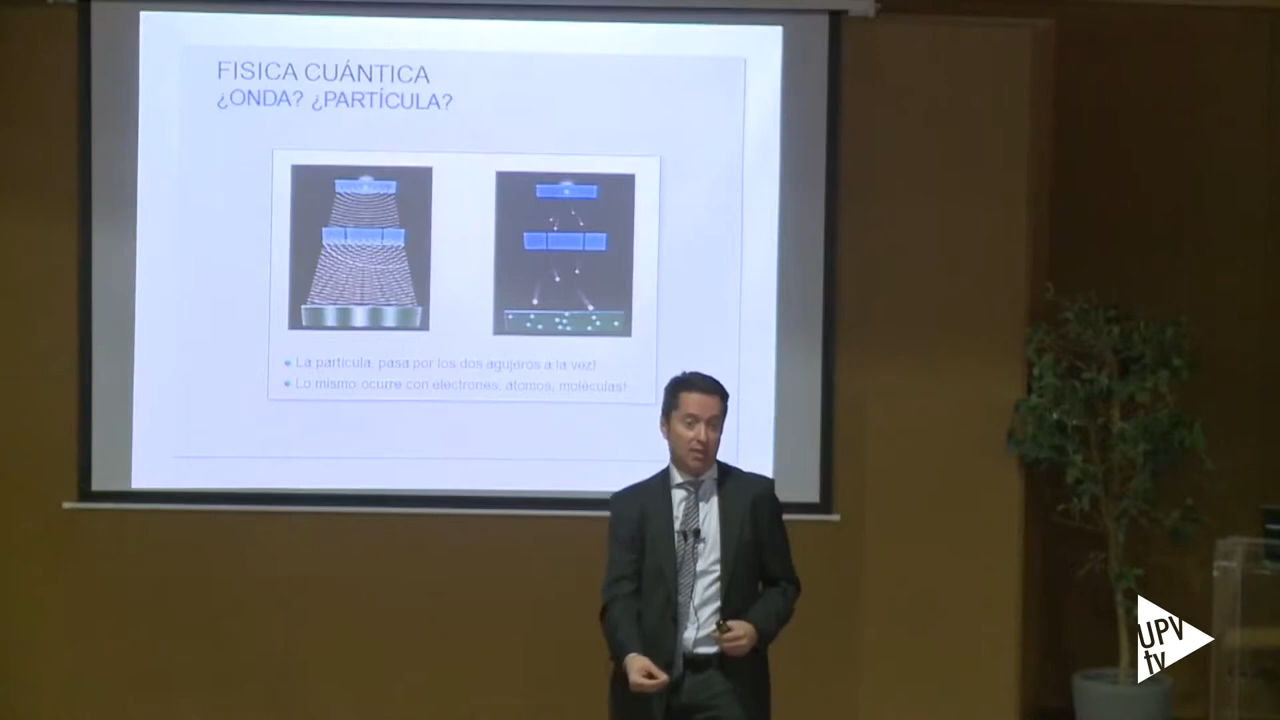 FISICA CUÁNTICA
¿ONDA? ¿PARTÍCULA?
La partícula: pasa por los dos agujeros a la vez!
Lo mismo ocurre con electrones, átomos, moléculas!
UPV
tv